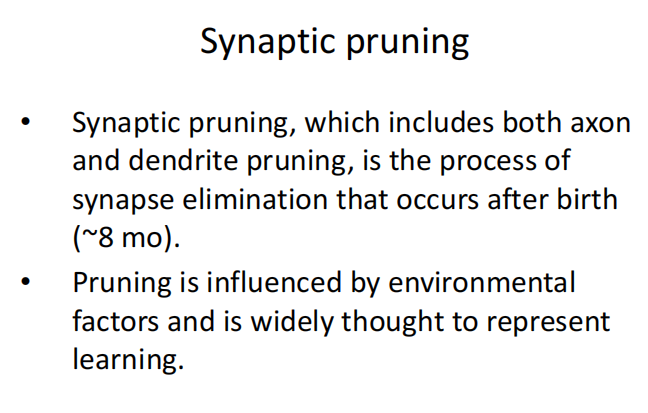 Synaptic pruning
• Synaptic pruning, which includes both axon
and dendrite pruning, is the process of
synapse elimination that occurs after birth
(~8 mo).
• Pruning is influenced by environmental
factors and is widely thought to represent
learning.